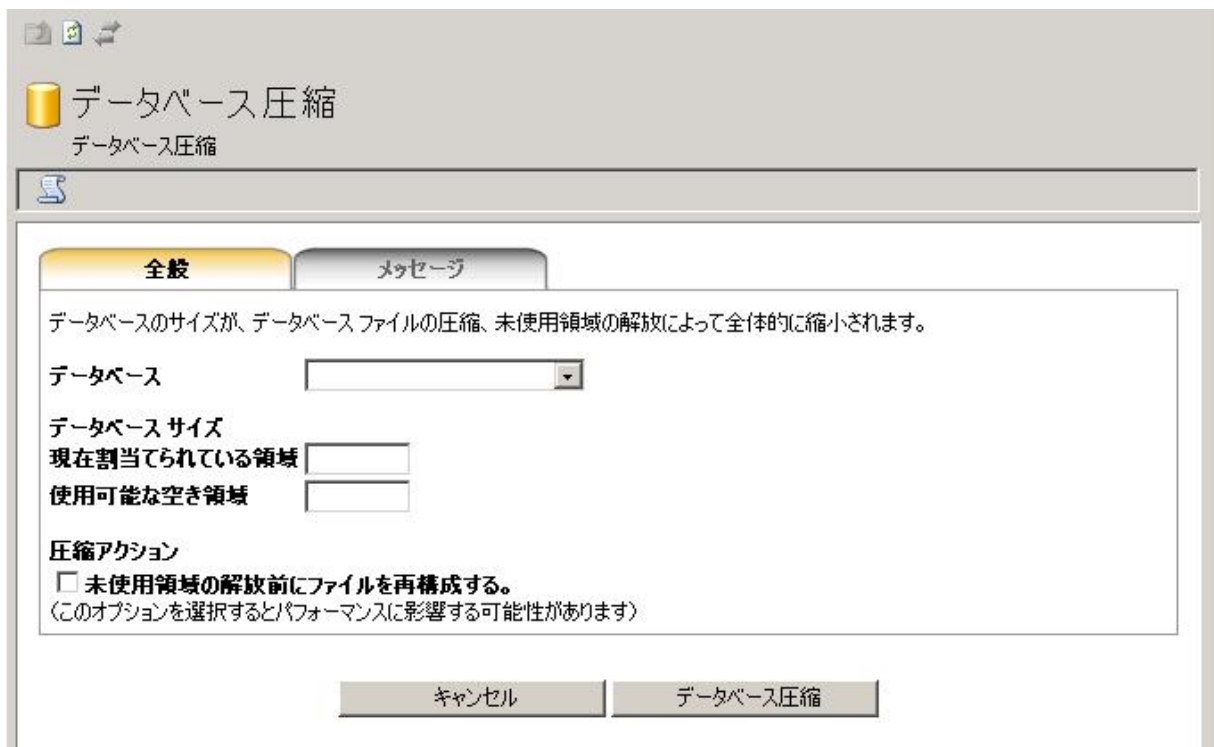 データベース圧縮
データベース圧縮
全般 メッセージ
データベースのサイズが、データベース ファイルの圧縮、未使用領域の解放によって全体的に縮小されます。
データベース
データベース サイズ
現在割当てられている領域
使用可能な空き領域
圧縮アクション
未使用領域の解放前にファイルを再構成する。
(このオプションを選択するとパフォーマンスに影響する可能性があります)
キャンセル データベース圧縮